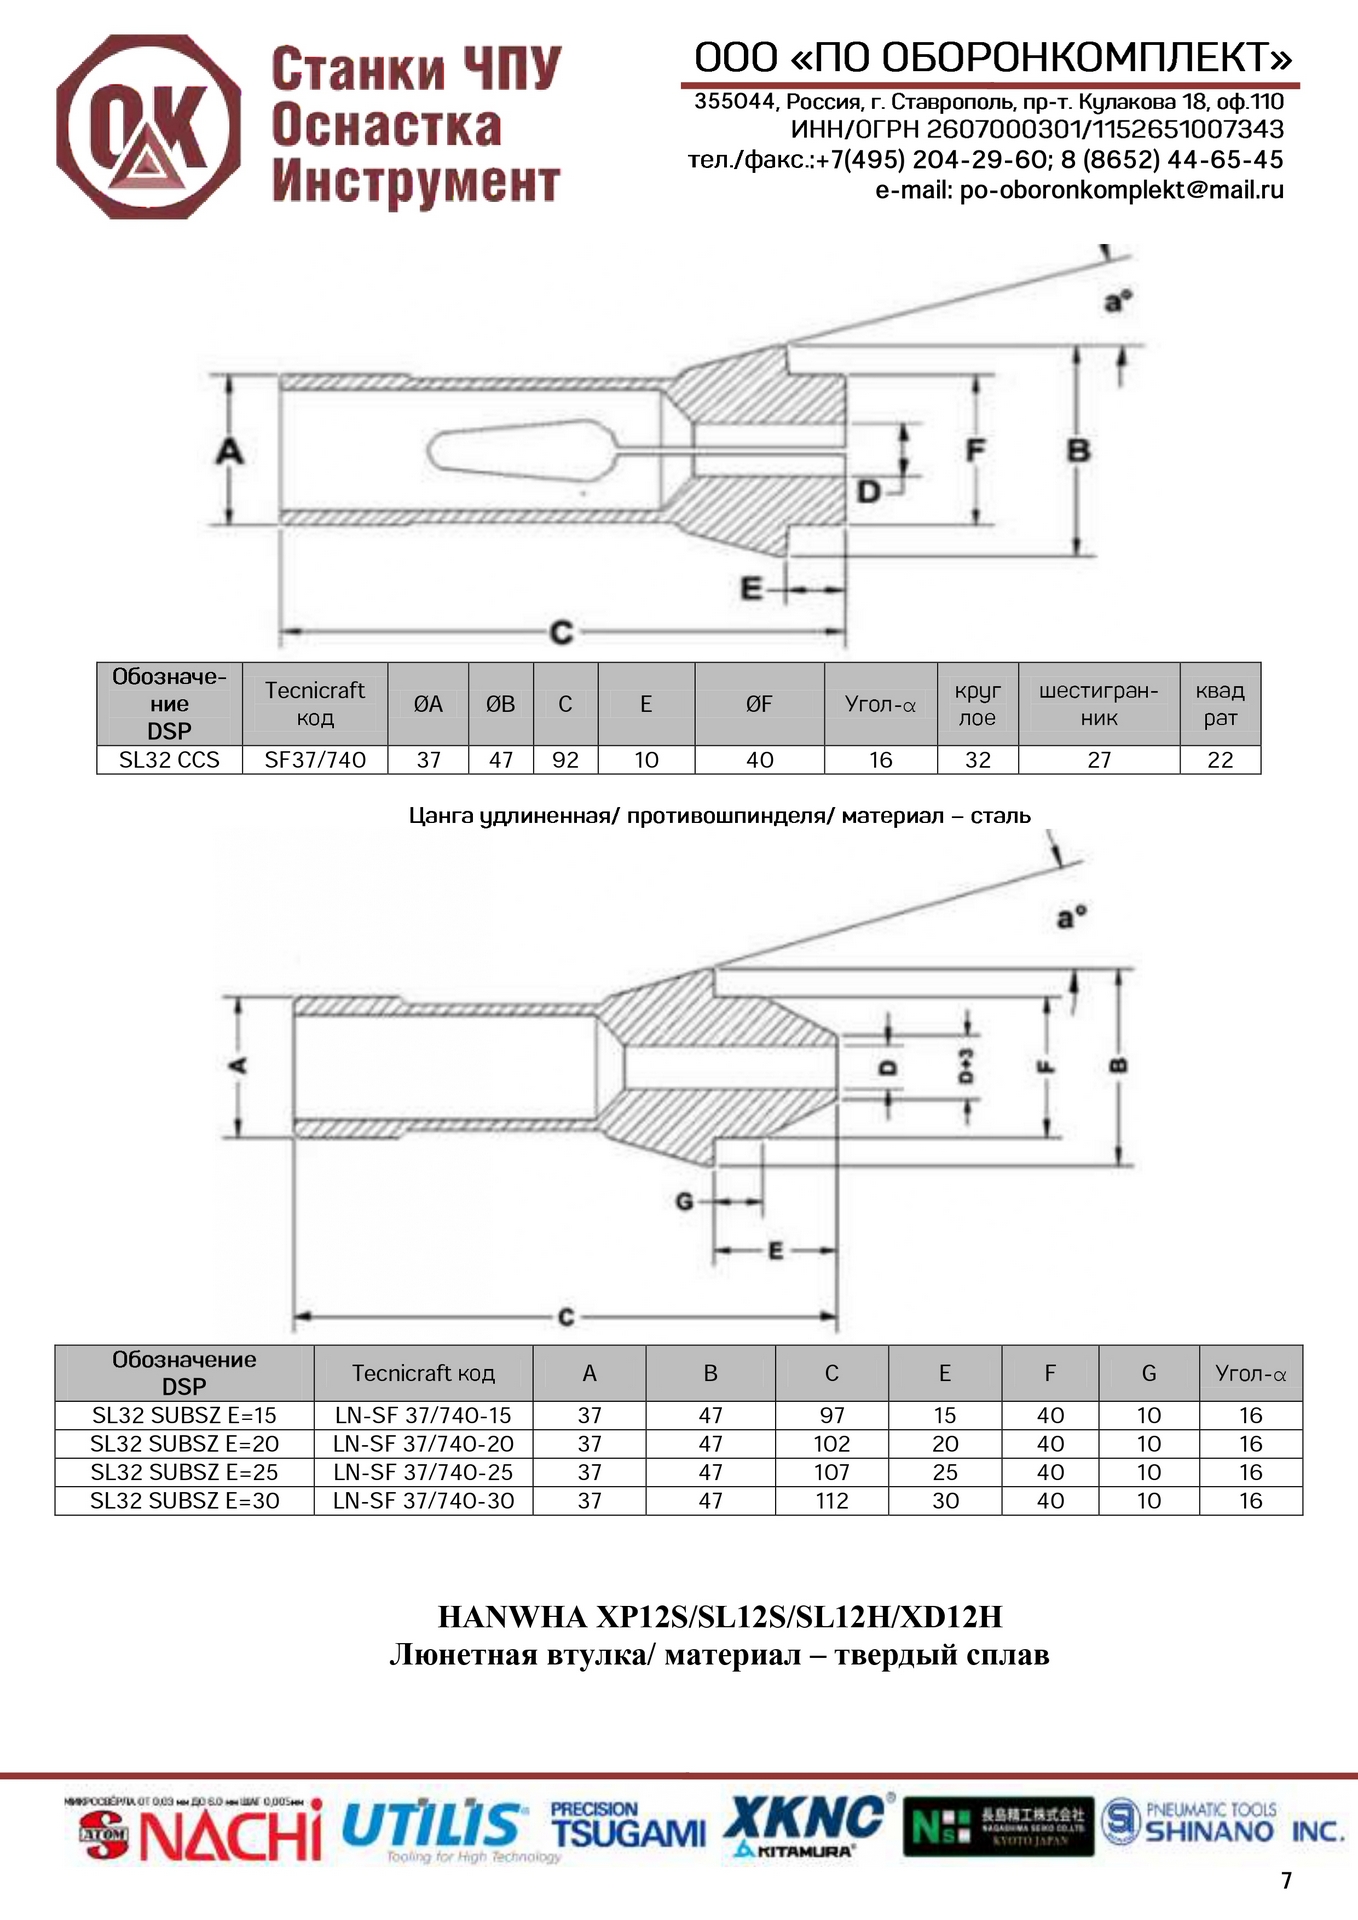 ОК
Станки ЧПУ
Оснастка
Инструмент
ООО «ПО ОБОРОНКОМПЛЕКТ»
355044, Россия, г. Ставрополь, пр-т. Кулакова 18, оф.110
ИНН/ОГРН 2607000301/1152651007343
тел./факс.:+7(495) 204-29-60; 8 (8652) 44-65-45
e-mail: po-oboronkomplekt@mail.ru
a°
A
D
F
B
E
C
Обозначе-
ние
DSP
Tecnicraft
код
ØA
ØB
C
E
ØF
Угол-α
круг
лое
шестигран-
ник
квад
рат
SL32 CCS SF37/740 37 47 92 10 40 16 32 27 22
Цанга удлиненная/ противошпинделя/ материал – сталь
a°
A
D
D+3
F
B
G
E
C
Обозначение
DSP
Tecnicraft код A B C E F G Угол-α
SL32 SUBSZ E=15 LN-SF 37/740-15 37 47 97 15 40 10 16
SL32 SUBSZ E=20 LN-SF 37/740-20 37 47 102 20 40 10 16
SL32 SUBSZ E=25 LN-SF 37/740-25 37 47 107 25 40 10 16
SL32 SUBSZ E=30 LN-SF 37/740-30 37 47 112 30 40 10 16
HANWHA XP12S/SL12S/SL12H/XD12H
Люнетная втулка/ материал – твердый сплав
МИКРОСВЁРЛА ОТ 0,03 мм ДО 6.0 мм ШАГ 0,005мм
ATOM
NACHi
UTILIS
Tooling for High Technology
PRECISION
TSUGAMI
XKNC®
KITAMURA®
Ns
長島精工株式会社
NAGASHIMA SEIKO CO.,LTD.
KYOTO JAPAN
PNEUMATIC TOOLS
SHINANO INC.
7